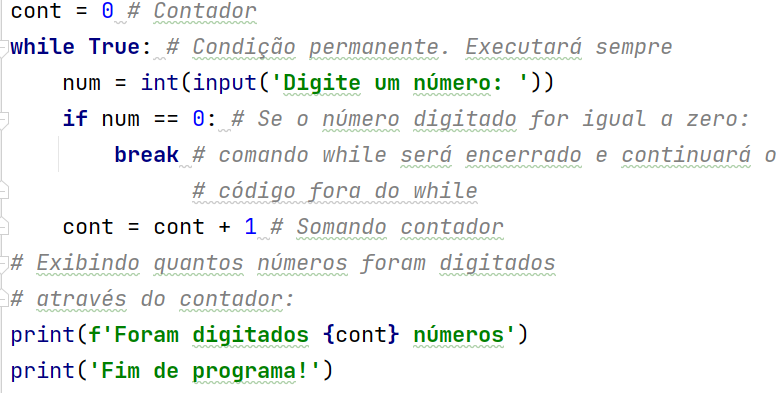 cont = 0 # Contador
while True: # Condição permanente. Executará sempre
    num = int(input('Digite um número: '))
    if num == 0: # Se o número digitado for igual a zero:
        break # comando while será encerrado e continuará o
              # código fora do while
    cont = cont + 1 # Somando contador
# Exibindo quantos números foram digitados
# através do contador:
print(f'Foram digitados {cont} números')
print('Fim de programa!')